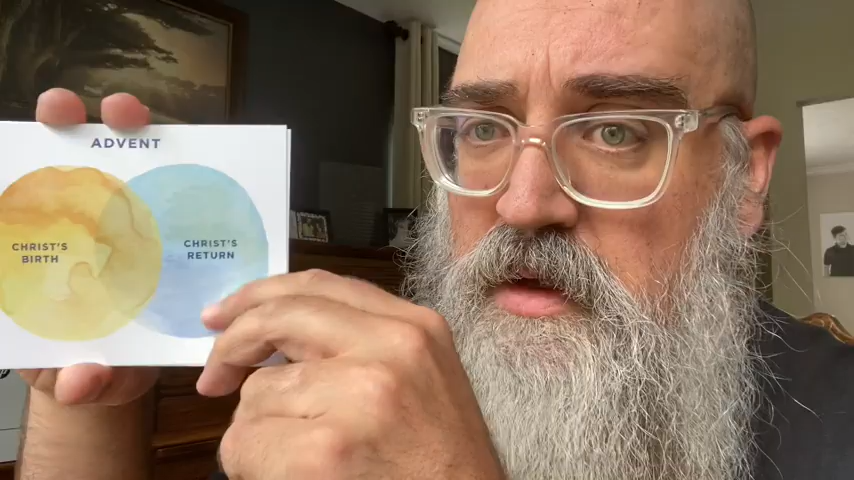 ADVENT
CHRIST'S
BIRTH
CHRIST'S
RETURN